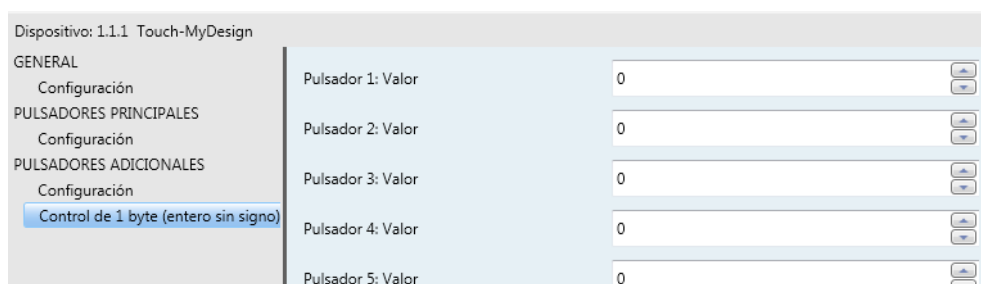 Dispositivo: 1.1.1 Touch-MyDesign
GENERAL
Configuración
PULSADORES PRINCIPALES
Configuración
PULSADORES ADICIONALES
Configuración
Control de 1 byte (entero sin signo)
Pulsador 1: Valor 0
Pulsador 2: Valor 0
Pulsador 3: Valor 0
Pulsador 4: Valor 0
Pulsador 5: Valor 0